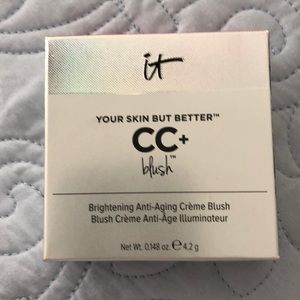 it
YOUR SKIN BUT BETTER™
CC+
blush™
Brightening Anti-Aging Crème Blush
Blush Crème Anti-Âge Illuminateur
Net Wt. 0.148 oz. ℮ 4.2 g